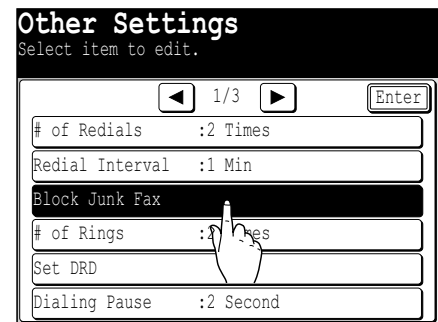 Other Settings
Select item to edit.
1/3
Enter
# of Redials :2 Times
Redial Interval :1 Min
Block Junk Fax
# of Rings
Set DRD
Dialing Pause :2 Second